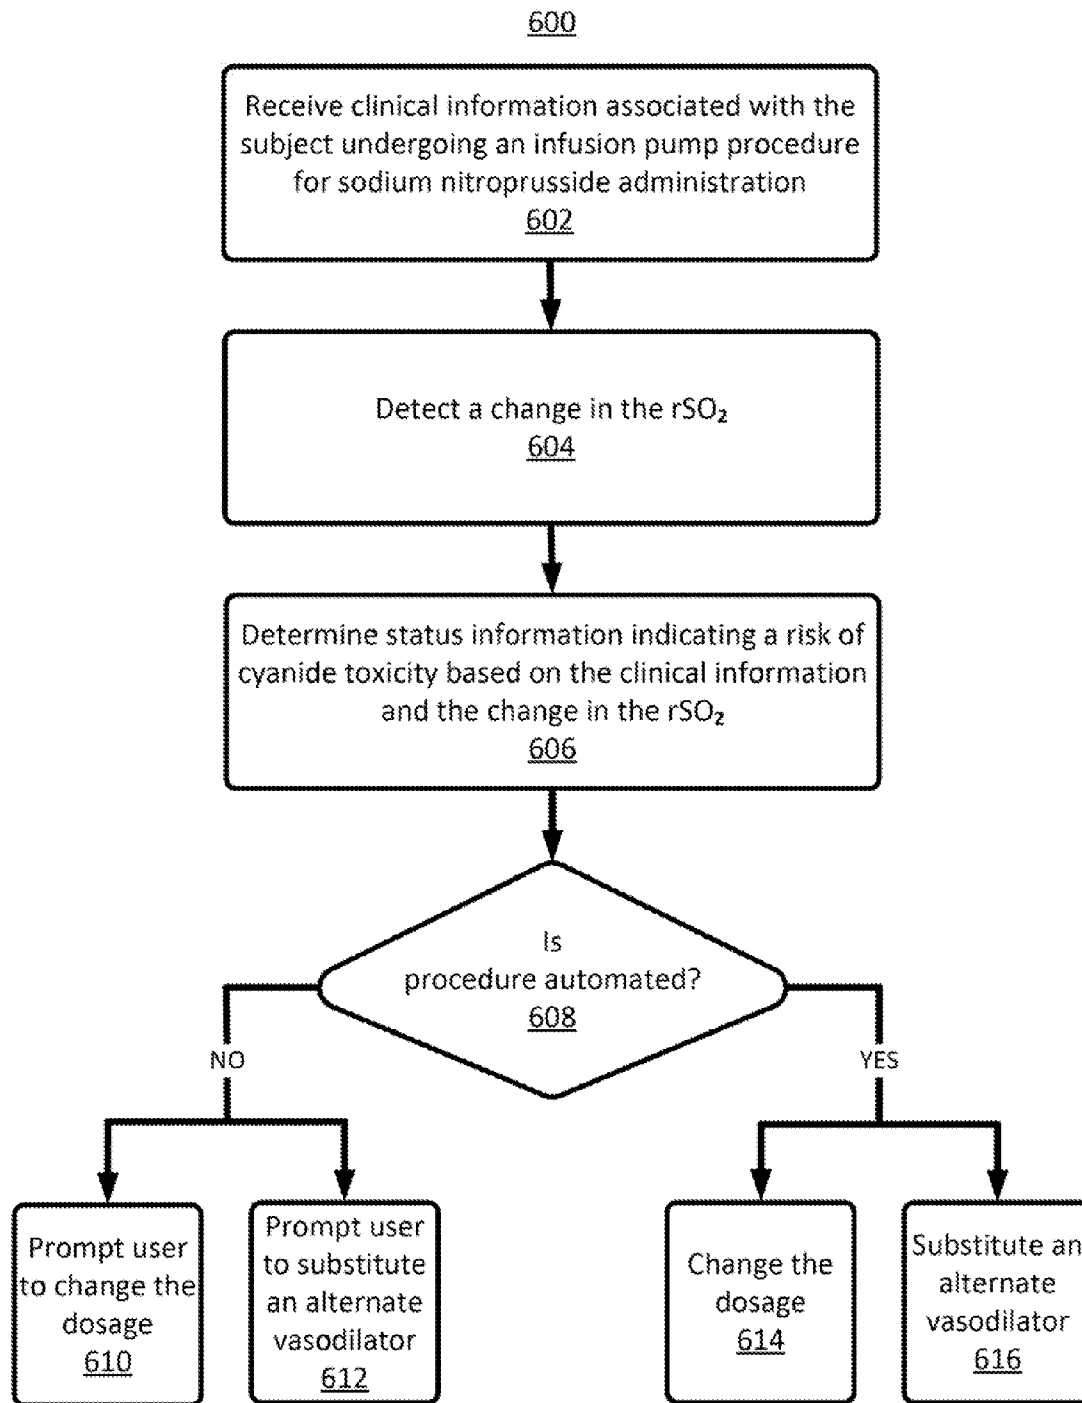 600
Receive clinical information associated with the
subject undergoing an infusion pump procedure
for sodium nitroprusside administration
602
Detect a change in the rSO₂
604
Determine status information indicating a risk of
cyanide toxicity based on the clinical information
and the change in the rSO₂
606
Is
procedure automated?
608
NO
YES
Prompt user
to change the
dosage
610
Prompt user
to substitute
an alternate
vasodilator
612
Change the
dosage
614
Substitute an
alternate
vasodilator
616